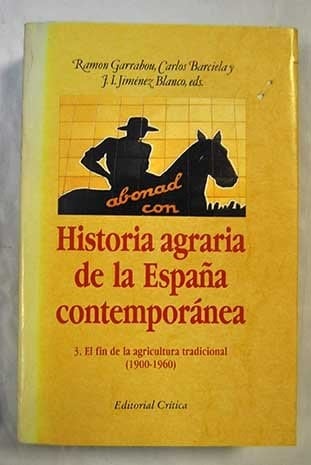 Ramon Garrabou, Carlos Barciela y
J. I. Jiménez Blanco, eds.
abonad
con
Historia agraria
de la España
contemporánea
3. El fin de la agricultura tradicional
(1900-1960)
Editorial Crítica